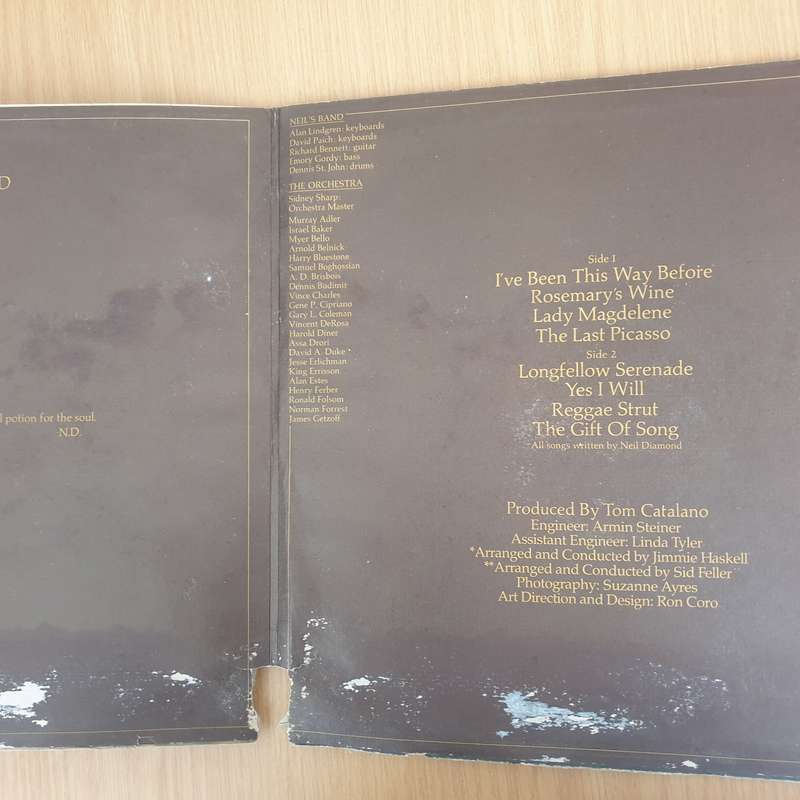 D
l potion for the soul.
N.D.
NEIL'S BAND
Alan Lindgren: keyboards
David Paich: keyboards
Richard Bennett: guitar
Emory Gordy: bass
Dennis St. John: drums
THE ORCHESTRA
Sidney Sharp:
Orchestra Master
Murray Adler
Israel Baker
Myer Bello
Arnold Belnick
Harry Bluestone
Samuel Boghossian
A. D. Brisbois
Dennis Budimir
Vince Charles
Gene P. Cipriano
Gary L. Coleman
Vincent DeRosa
Harold Diner
Assa Drori
David A. Duke
Jesse Erlichman
King Errisson
Alan Estes
Henry Ferber
Ronald Folsom
Norman Forrest
James Getzoff
Side 1
I've Been This Way Before
Rosemary's Wine
Lady Magdelene
The Last Picasso
Side 2
Longfellow Serenade
Yes I Will
Reggae Strut
The Gift Of Song
All songs written by Neil Diamond
Produced By Tom Catalano
Engineer: Armin Steiner
Assistant Engineer: Linda Tyler
*Arranged and Conducted by Jimmie Haskell
**Arranged and Conducted by Sid Feller
Photography: Suzanne Ayres
Art Direction and Design: Ron Coro